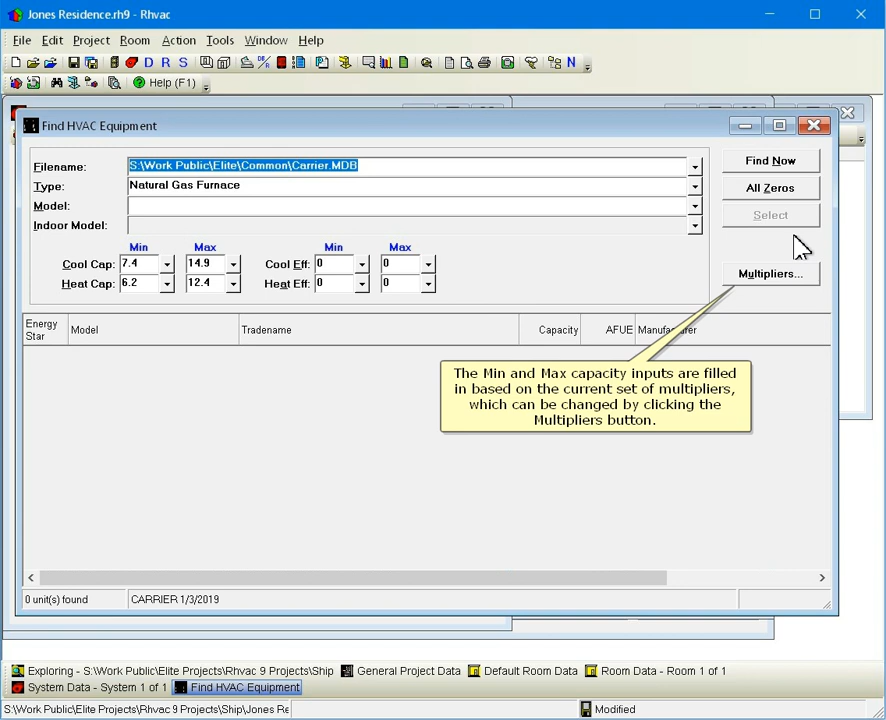 Jones Residence.rh9 - Rhvac
File Edit Project Room Action Tools Window Help
D R S N
Help (F1)
Find HVAC Equipment
Filename: S:\Work Public\Elite\Common\Carrier.MDB Find Now
Type: Natural Gas Furnace All Zeros
Model:
Select
Indoor Model:
Min Max Min Max
Cool Cap: 7.4 14.9 Cool Eff: 0 0
Multipliers...
Heat Cap: 6.2 12.4 Heat Eff: 0 0
Energy Star Model Tradename Capacity AFUE Manufacturer
The Min and Max capacity inputs are filled
in based on the current set of multipliers,
which can be changed by clicking the
Multipliers button.
0 unit(s) found CARRIER 1/3/2019
Exploring - S:\Work Public\Elite Projects\Rhvac 9 Projects\Ship General Project Data Default Room Data Room Data - Room 1 of 1
System Data - System 1 of 1 Find HVAC Equipment
S:\Work Public\Elite Projects\Rhvac 9 Projects\Ship\Jones Re Modified